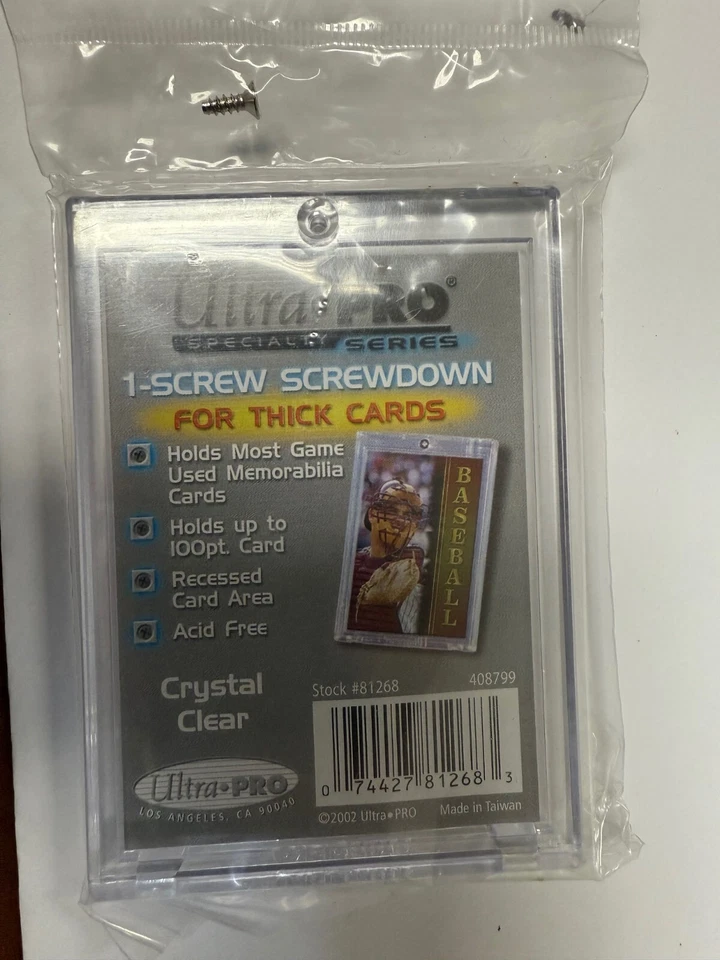 Ultra•PRO®
SPECIALTY SERIES
1-SCREW SCREWDOWN
FOR THICK CARDS
Holds Most Game
Used Memorabilia
Cards
Holds up to
100pt. Card
Recessed
Card Area
Acid Free
BASEBALL
Crystal
Clear
Stock #81268 408799
0 74427 81268 3
Ultra•PRO
LOS ANGELES, CA 90040
©2002 Ultra•PRO Made in Taiwan